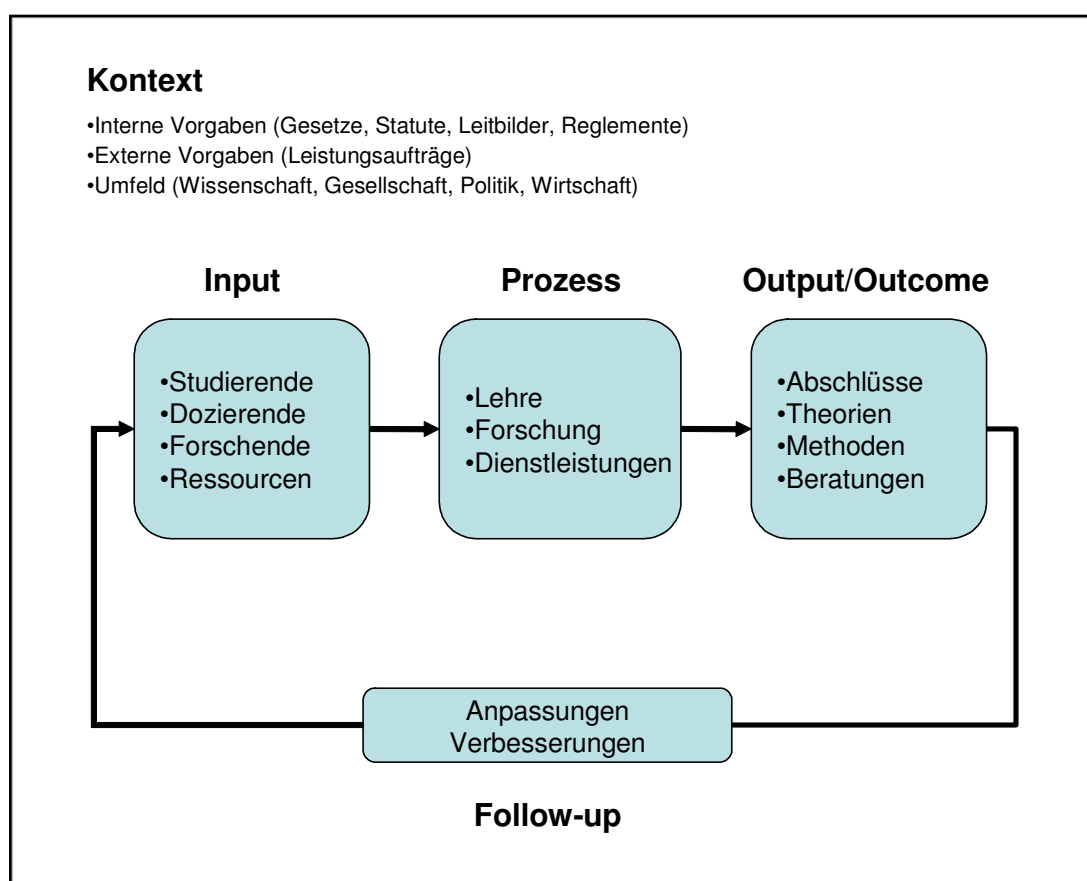 Kontext
•Interne Vorgaben (Gesetze, Statute, Leitbilder, Reglemente)
•Externe Vorgaben (Leistungsaufträge)
•Umfeld (Wissenschaft, Gesellschaft, Politik, Wirtschaft)
Input
•Studierende
•Dozierende
•Forschende
•Ressourcen
Prozess
•Lehre
•Forschung
•Dienstleistungen
Output/Outcome
•Abschlüsse
•Theorien
•Methoden
•Beratungen
Anpassungen
Verbesserungen
Follow-up